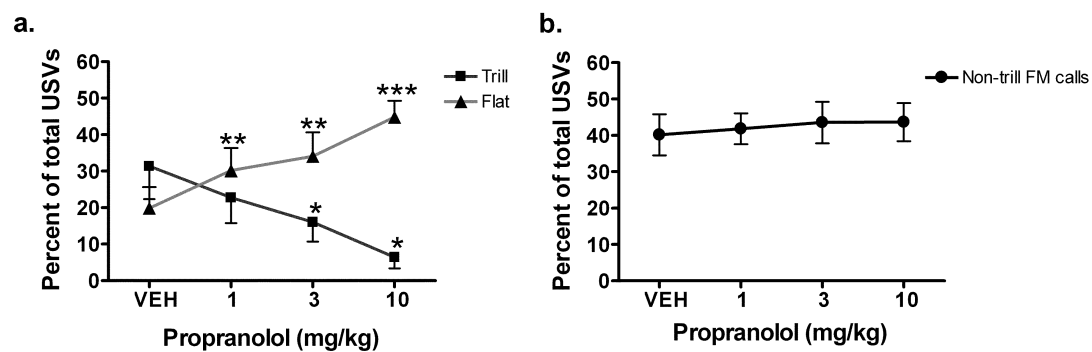 a.
Percent of total USVs
60
50
40
30
20
10
0
**
**
***
*
*
VEH 1 3 10
Propranolol (mg/kg)
Trill
Flat
b.
Percent of total USVs
60
50
40
30
20
10
0
VEH 1 3 10
Propranolol (mg/kg)
Non-trill FM calls